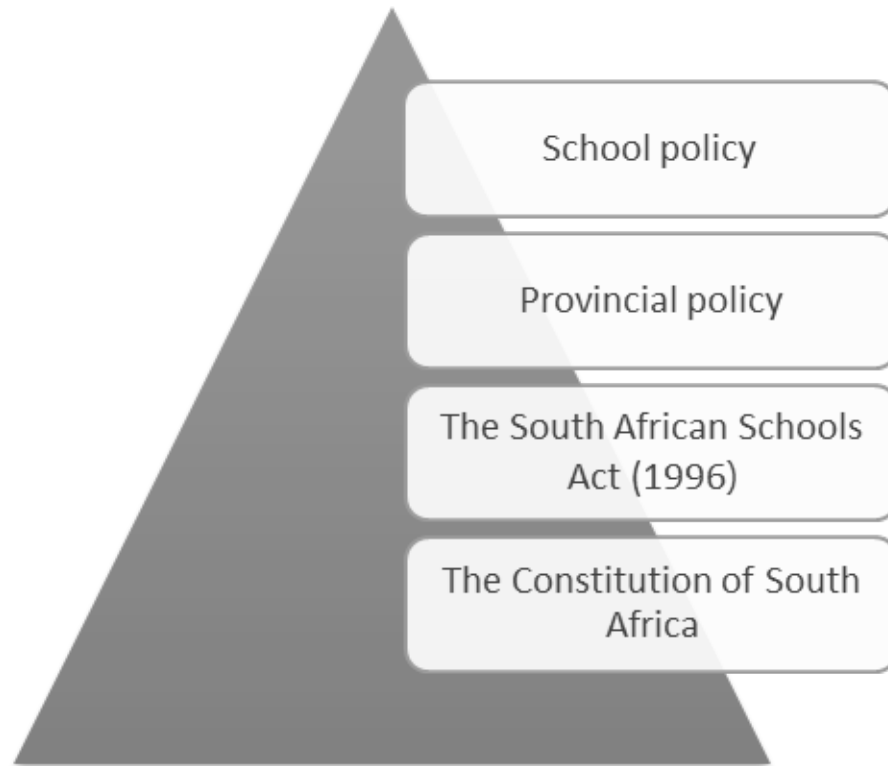 School policy
Provincial policy
The South African Schools
Act (1996)
The Constitution of South
Africa